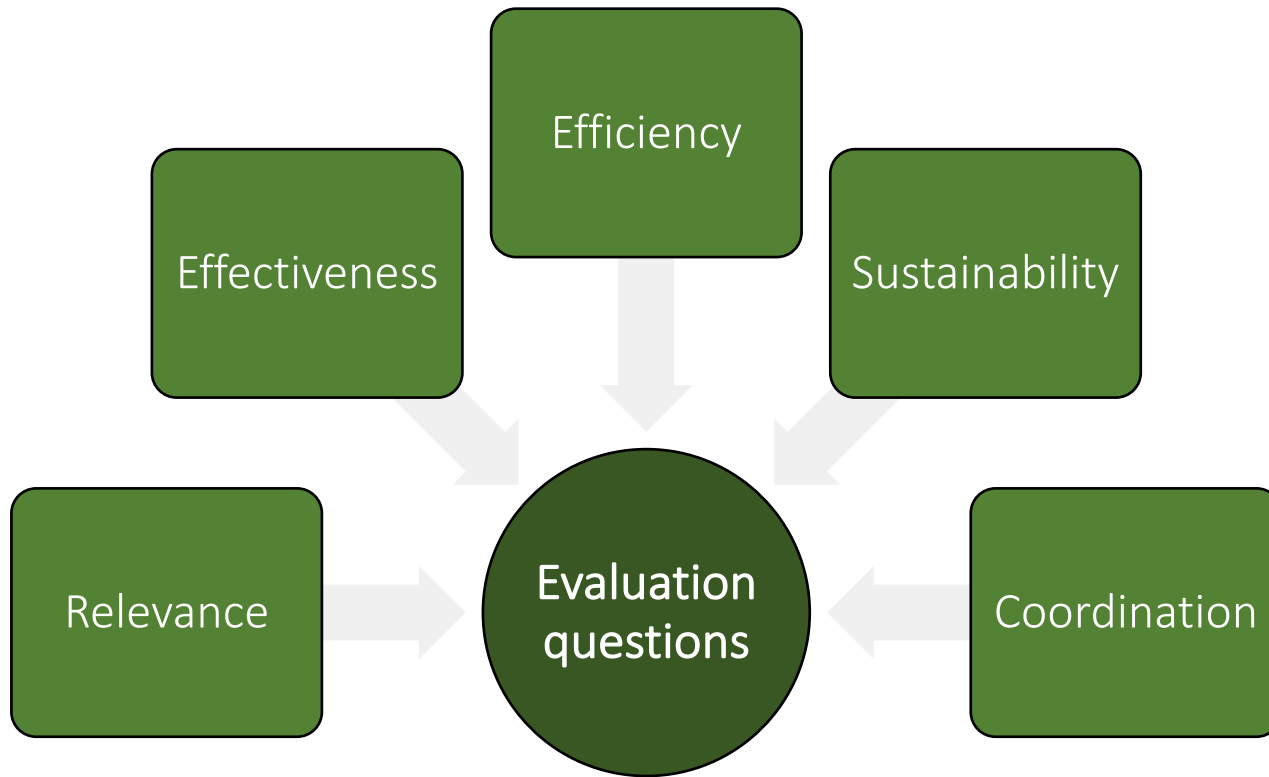 Efficiency
Effectiveness
Sustainability
Relevance
Evaluation
questions
Coordination